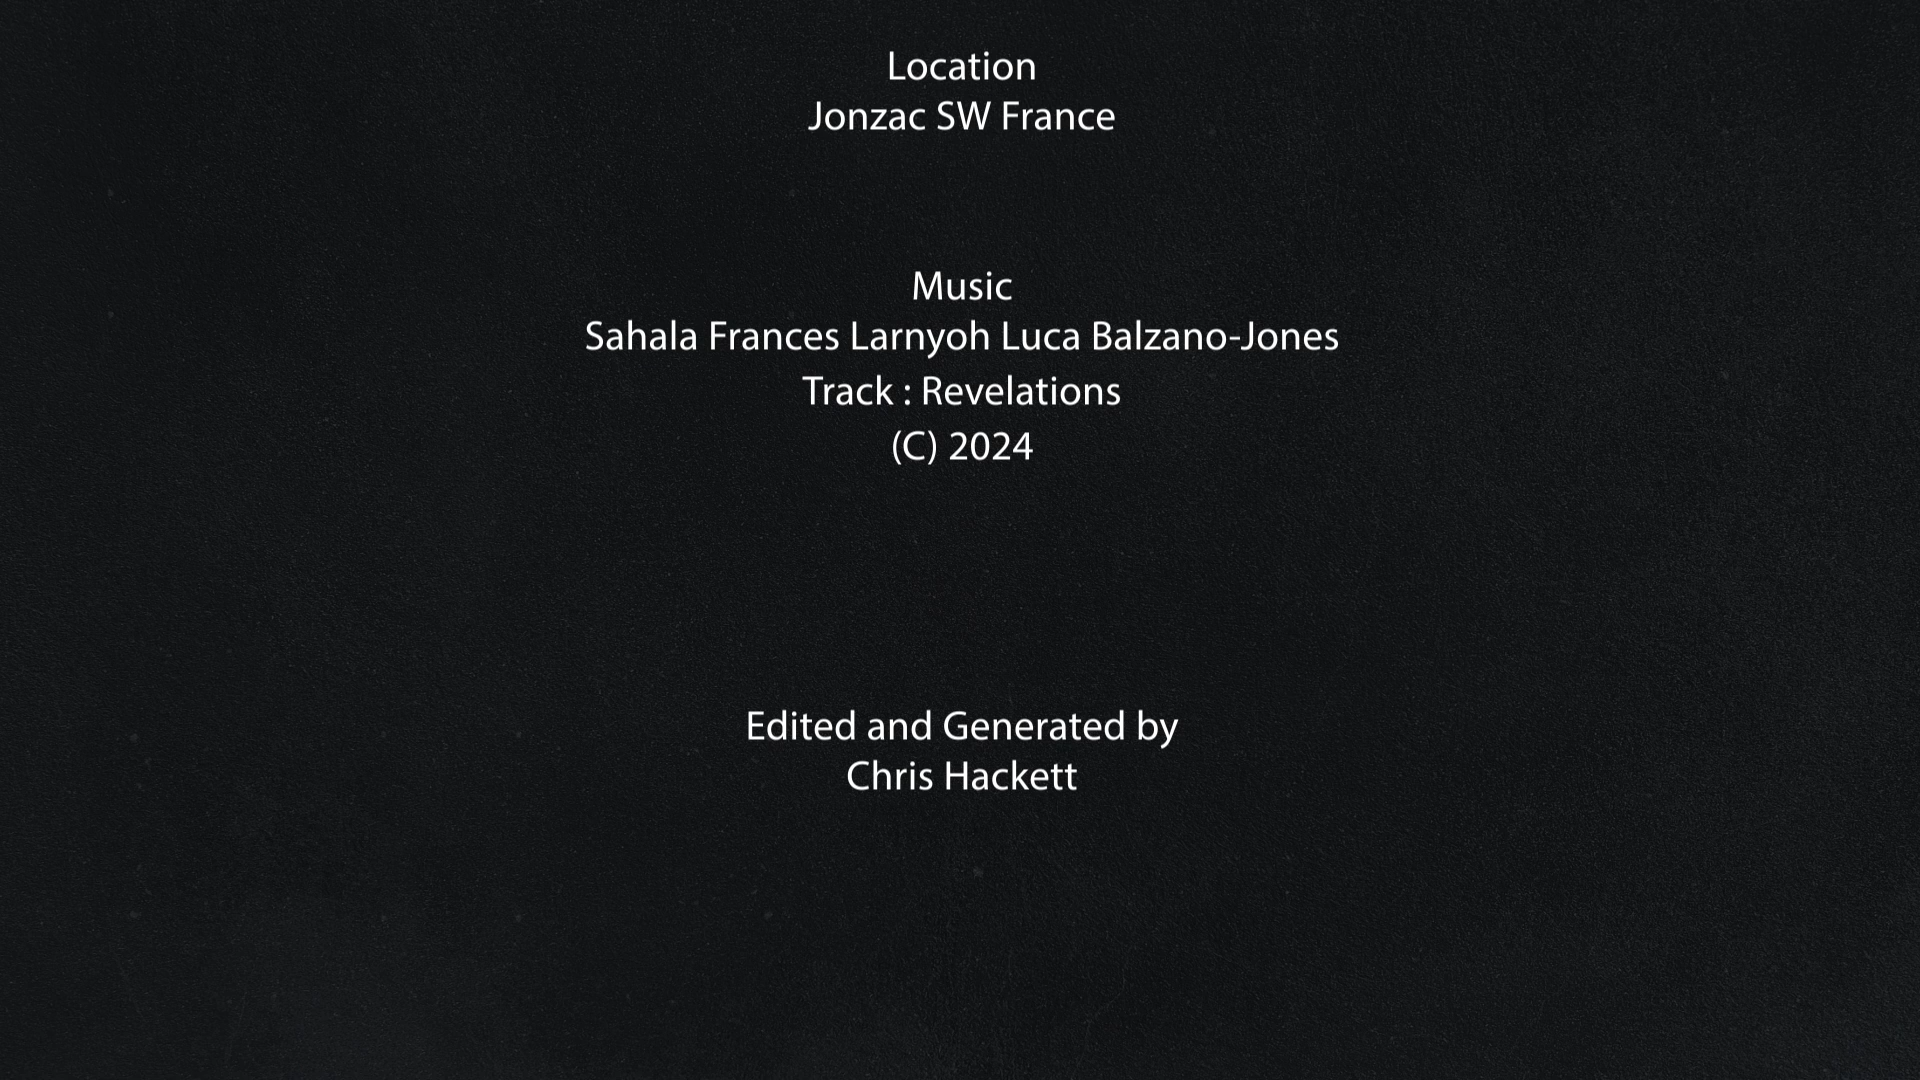 Location
Jonzac SW France
Music
Sahala Frances Larnyoh Luca Balzano-Jones
Track : Revelations
(C) 2024
Edited and Generated by
Chris Hackett